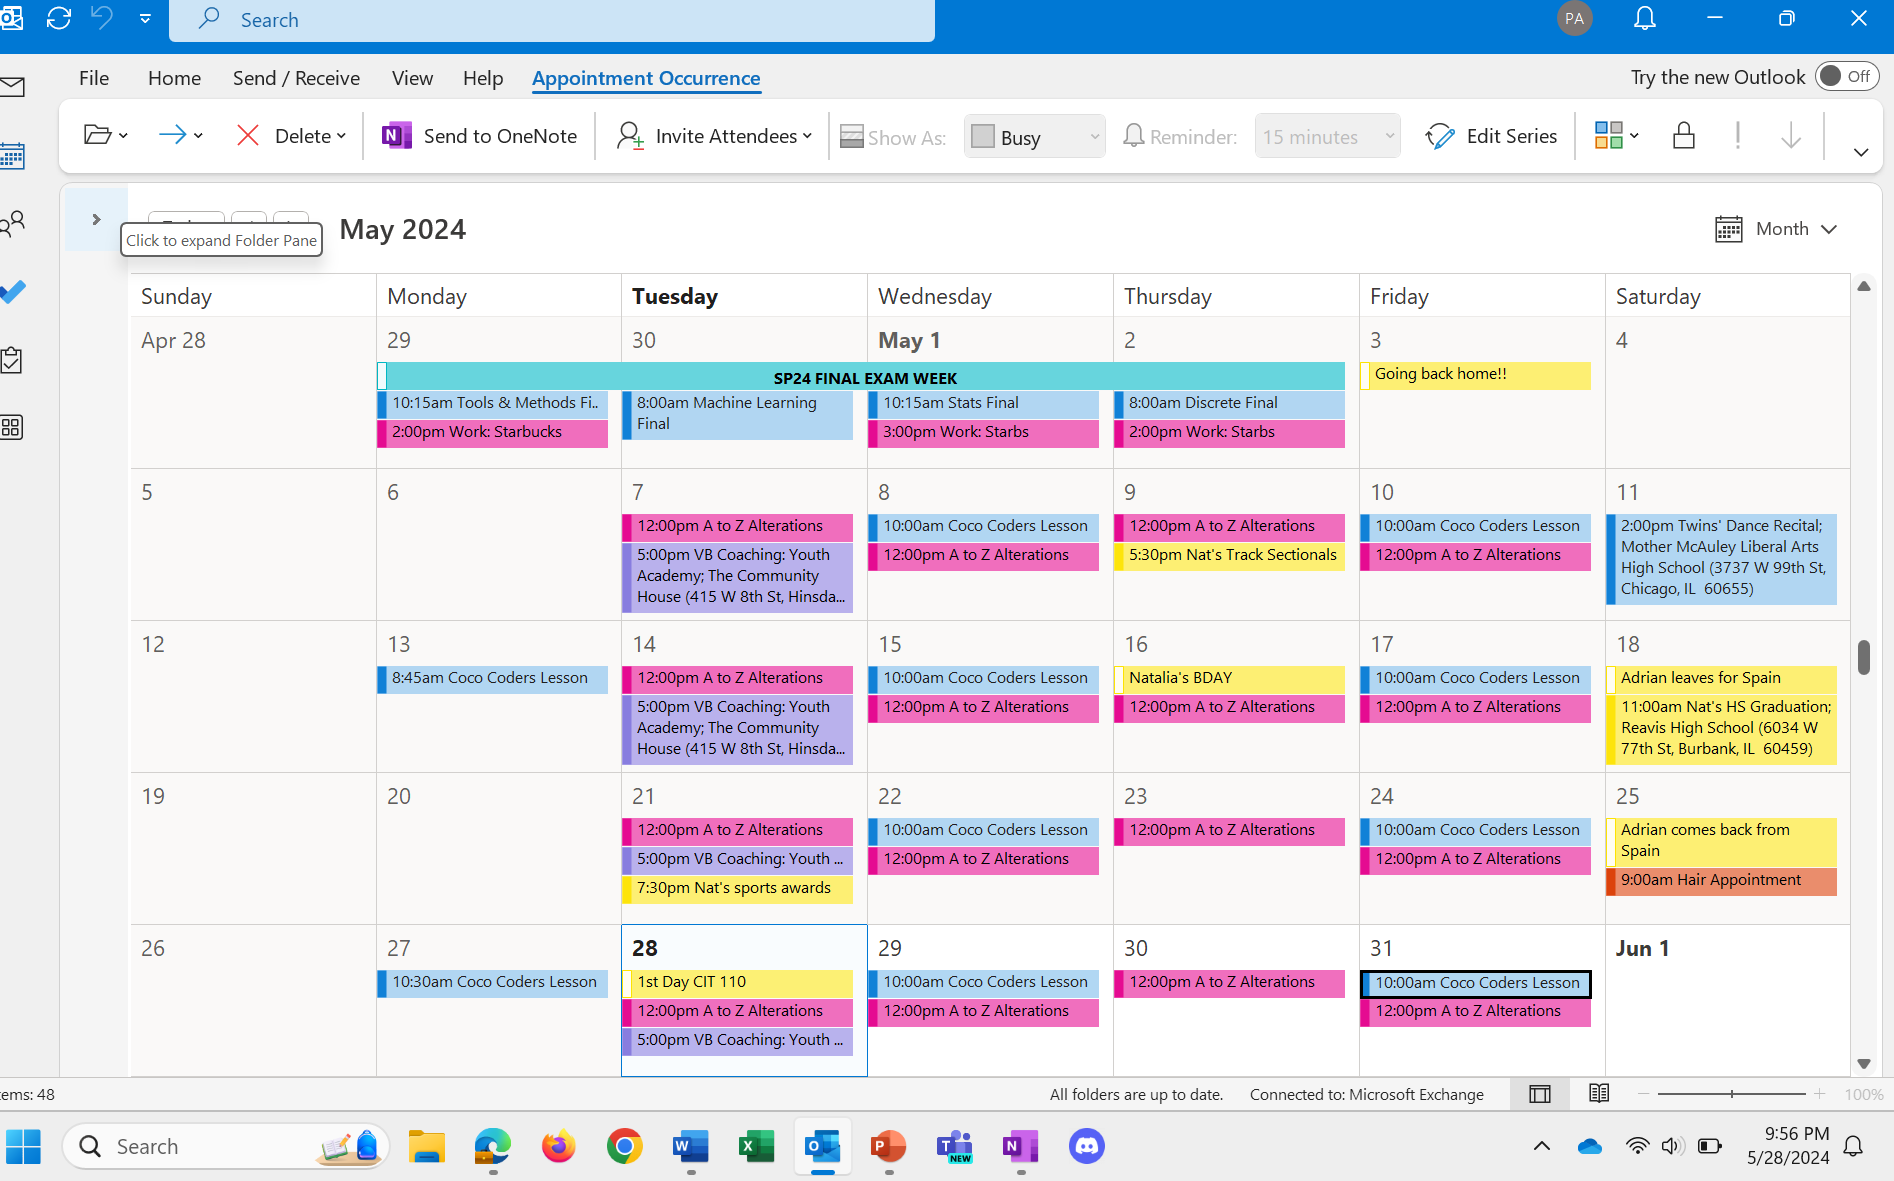 Search
PA
File Home Send / Receive View Help Appointment Occurrence
Try the new Outlook Off
Delete Send to OneNote Invite Attendees Show As: Busy Reminder: 15 minutes Edit Series
Click to expand Folder Pane
May 2024
Month
Sunday Monday Tuesday Wednesday Thursday Friday Saturday
Apr 28 29 30 May 1 2 3 4
SP24 FINAL EXAM WEEK
10:15am Tools & Methods Fi..
2:00pm Work: Starbucks
8:00am Machine Learning
Final
10:15am Stats Final
3:00pm Work: Starbs
8:00am Discrete Final
2:00pm Work: Starbs
Going back home!!
5 6 7 8 9 10 11
12:00pm A to Z Alterations
5:00pm VB Coaching: Youth
Academy; The Community
House (415 W 8th St, Hinsda...
10:00am Coco Coders Lesson
12:00pm A to Z Alterations
12:00pm A to Z Alterations
5:30pm Nat's Track Sectionals
10:00am Coco Coders Lesson
12:00pm A to Z Alterations
2:00pm Twins' Dance Recital;
Mother McAuley Liberal Arts
High School (3737 W 99th St,
Chicago, IL 60655)
12 13 14 15 16 17 18
8:45am Coco Coders Lesson
12:00pm A to Z Alterations
5:00pm VB Coaching: Youth
Academy; The Community
House (415 W 8th St, Hinsda...
10:00am Coco Coders Lesson
12:00pm A to Z Alterations
Natalia's BDAY
12:00pm A to Z Alterations
10:00am Coco Coders Lesson
12:00pm A to Z Alterations
Adrian leaves for Spain
11:00am Nat's HS Graduation;
Reavis High School (6034 W
77th St, Burbank, IL 60459)
19 20 21 22 23 24 25
12:00pm A to Z Alterations
5:00pm VB Coaching: Youth ...
7:30pm Nat's sports awards
10:00am Coco Coders Lesson
12:00pm A to Z Alterations
12:00pm A to Z Alterations
10:00am Coco Coders Lesson
12:00pm A to Z Alterations
Adrian comes back from
Spain
9:00am Hair Appointment
26 27 28 29 30 31 Jun 1
10:30am Coco Coders Lesson
1st Day CIT 110
12:00pm A to Z Alterations
5:00pm VB Coaching: Youth ...
10:00am Coco Coders Lesson
12:00pm A to Z Alterations
12:00pm A to Z Alterations
10:00am Coco Coders Lesson
12:00pm A to Z Alterations
ems: 48
All folders are up to date. Connected to: Microsoft Exchange
100%
Search
NEW
9:56 PM
5/28/2024